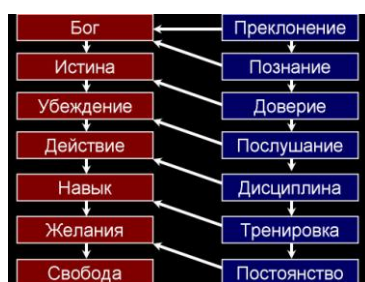 Бог
Преклонение
Истина
Познание
Убеждение
Доверие
Действие
Послушание
Навык
Дисциплина
Желания
Тренировка
Свобода
Постоянство